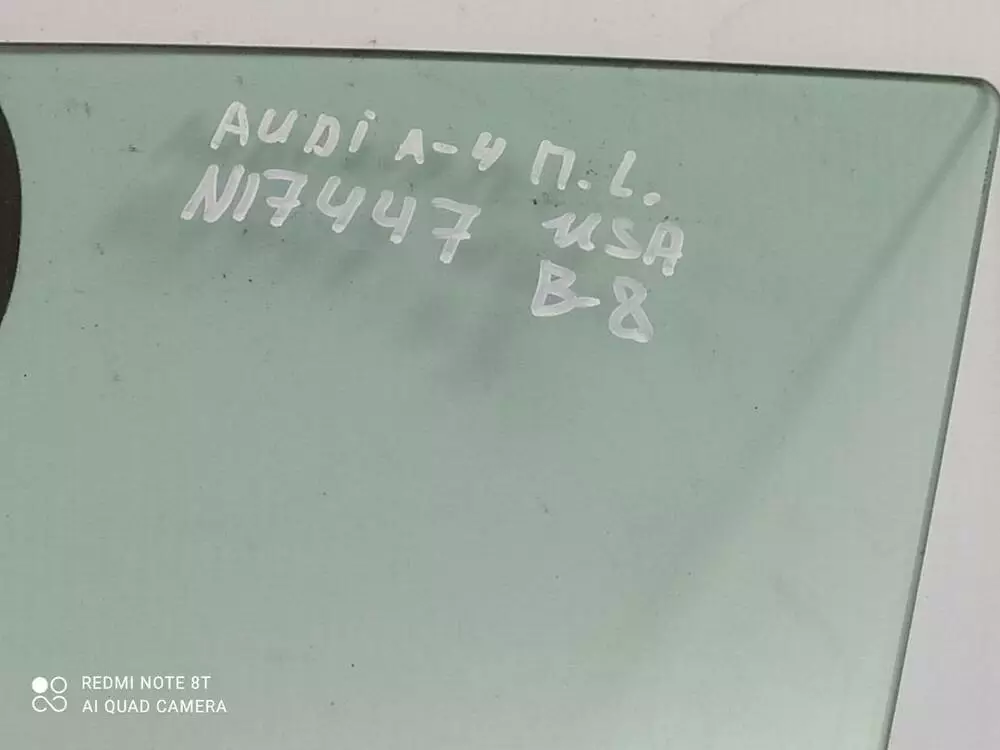 AUDi A-4 П.L.
N17447 USA
B-8
REDMI NOTE 8T
AI QUAD CAMERA